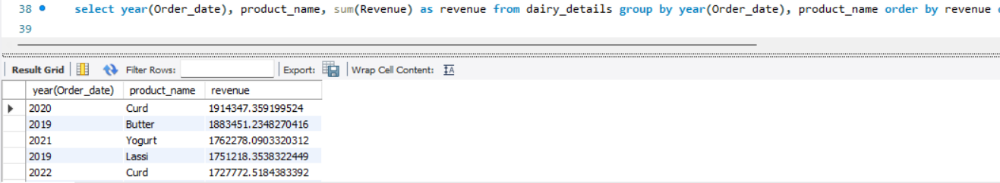 38 select year(Order_date), product_name, sum(Revenue) as revenue from dairy_details group by year(Order_date), product_name order by revenue
39
Result Grid Filter Rows: Export: Wrap Cell Content:
year(Order_date) product_name revenue
2020 Curd 1914347.359199524
2019 Butter 1883451.2348270416
2021 Yogurt 1762278.0903320312
2019 Lassi 1751218.3538322449
2022 Curd 1727772.5184383392